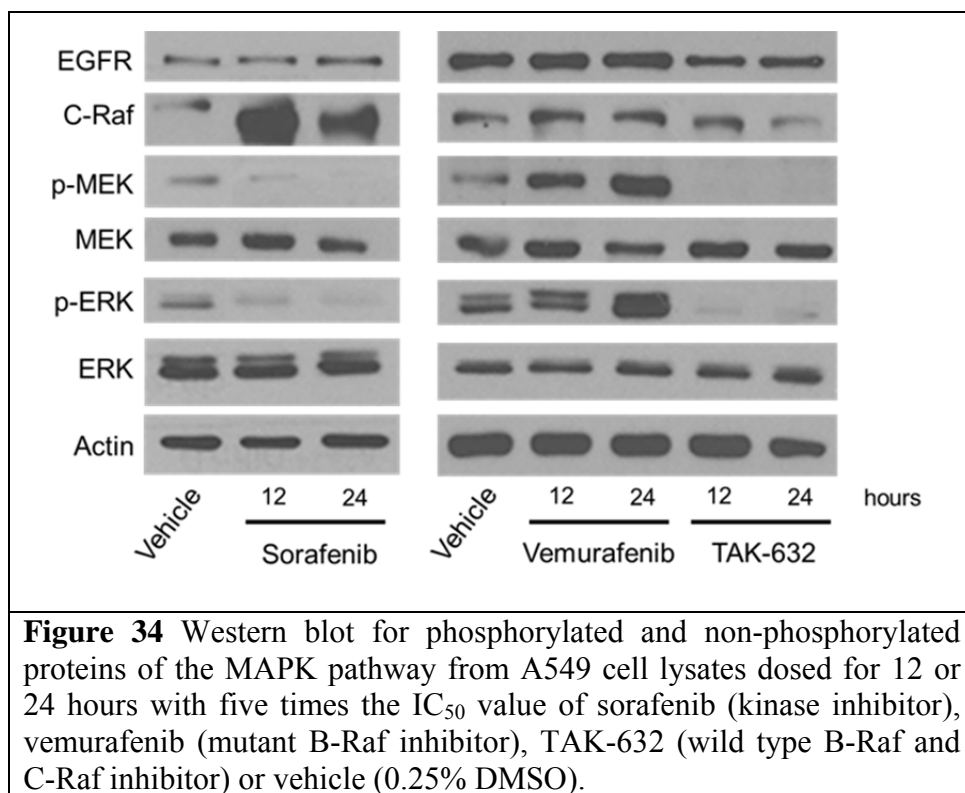 EGFR
C-Raf
p-MEK
MEK
p-ERK
ERK
Actin
Vehicle 12 24 Vehicle 12 24 12 24 hours
Sorafenib Vemurafenib TAK-632
Figure 34 Western blot for phosphorylated and non-phosphorylated
proteins of the MAPK pathway from A549 cell lysates dosed for 12 or
24 hours with five times the IC50 value of sorafenib (kinase inhibitor),
vemurafenib (mutant B-Raf inhibitor), TAK-632 (wild type B-Raf and
C-Raf inhibitor) or vehicle (0.25% DMSO).